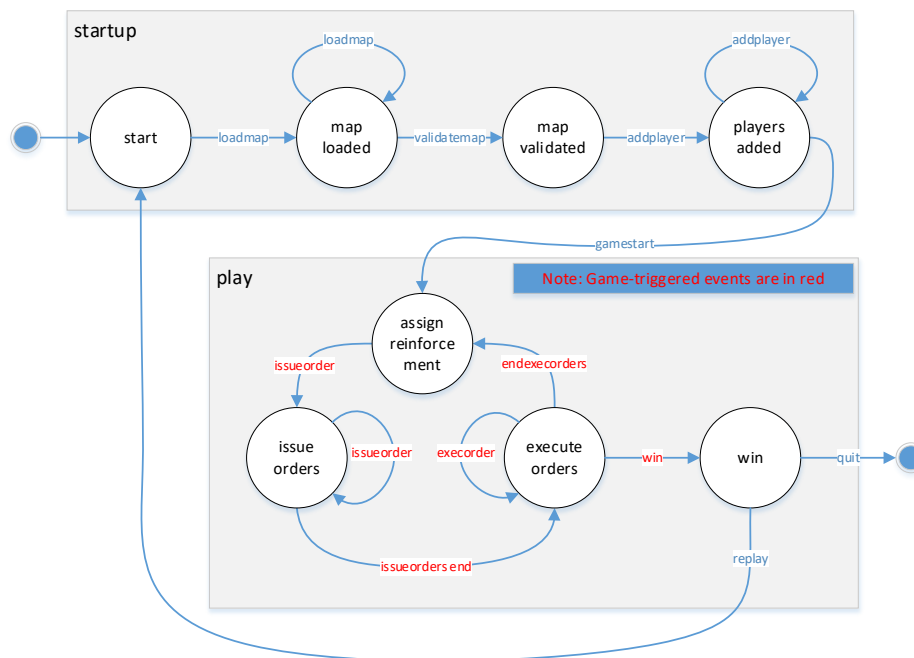 startup
loadmap
addplayer
start
loadmap
map
loaded
validatemap
map
validated
addplayer
players
added
gamestart
play
Note: Game-triggered events are in red
assign
reinforce
ment
issueorder
endexecorders
issue
orders
issueorder
execorder
execute
orders
win
win
quit
issueorders end
replay